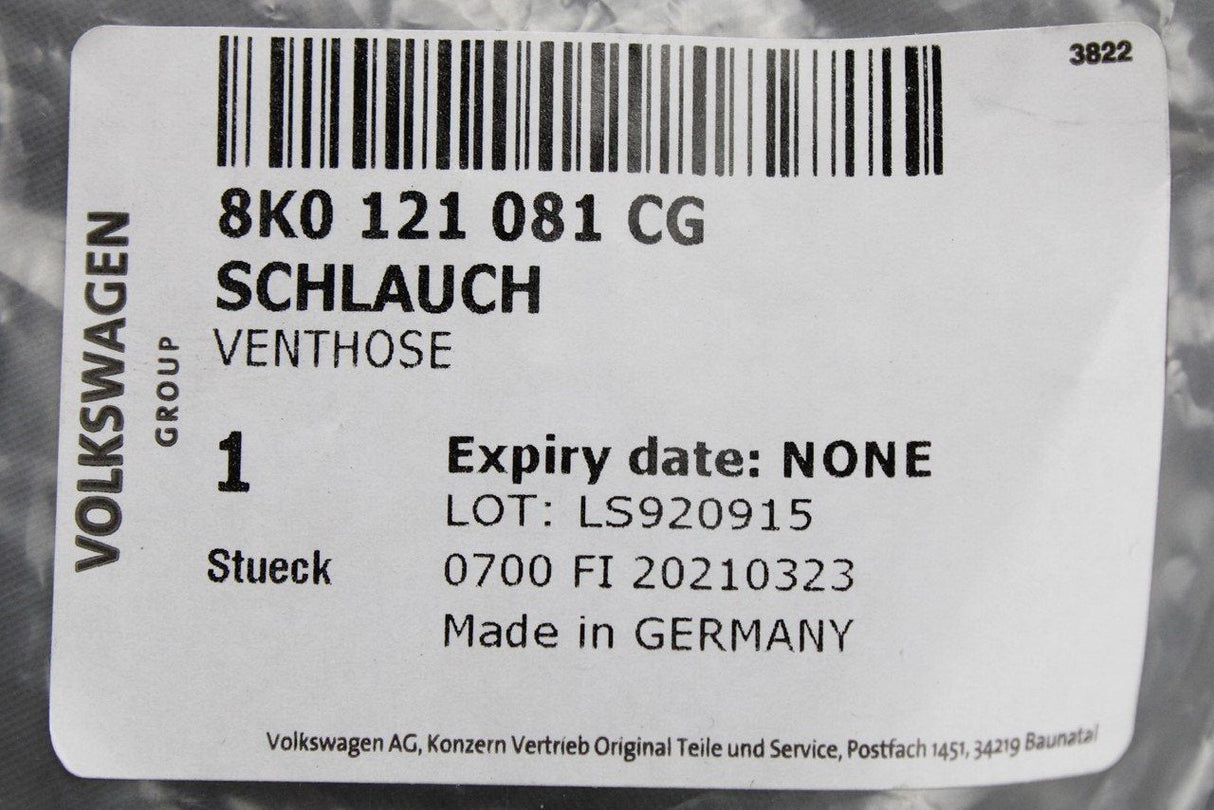 3822
8K0 121 081 CG
SCHLAUCH
VENTHOSE
VOLKSWAGEN
GROUP
1
Stueck
Expiry date: NONE
LOT: LS920915
0700 FI 20210323
Made in GERMANY
Volkswagen AG, Konzern Vertrieb Original Teile und Service, Postfach 1451, 34219 Baunatal